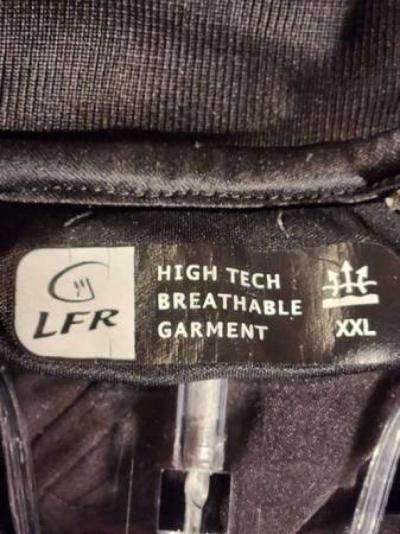 LFR
HIGH TECH
BREATHABLE
GARMENT
XXL